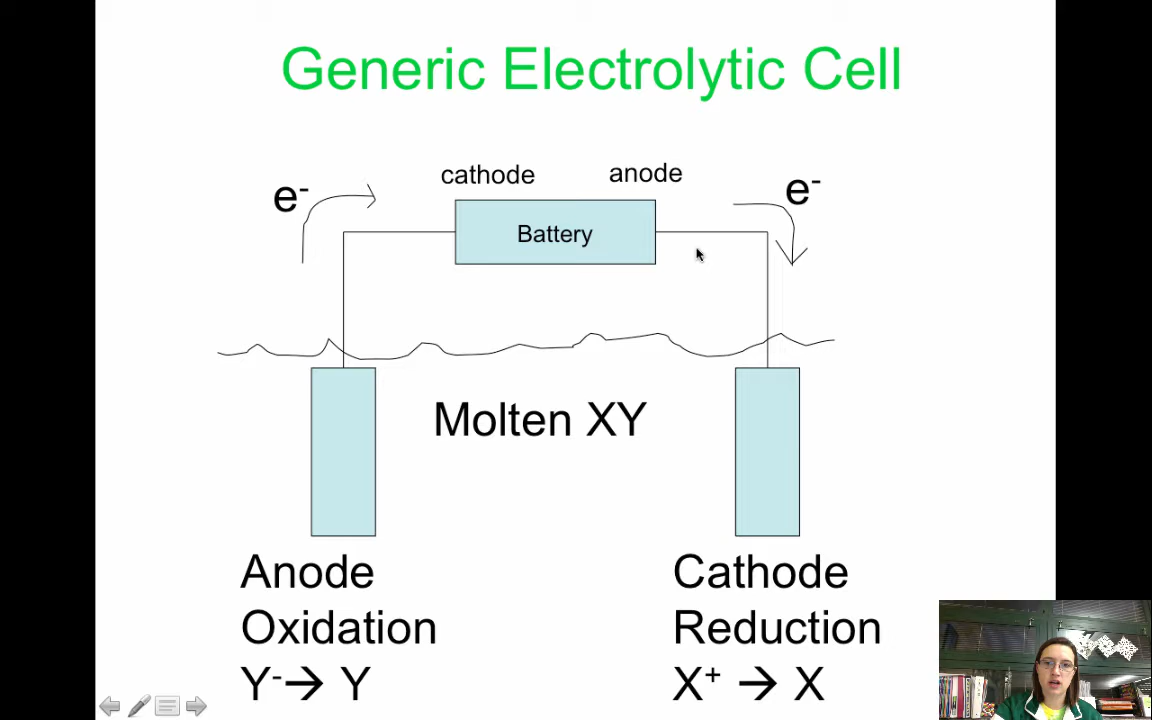 Generic Electrolytic Cell
cathode anode
e- e-
Battery
Molten XY
Anode Cathode
Oxidation Reduction
Y-→ Y X+ → X